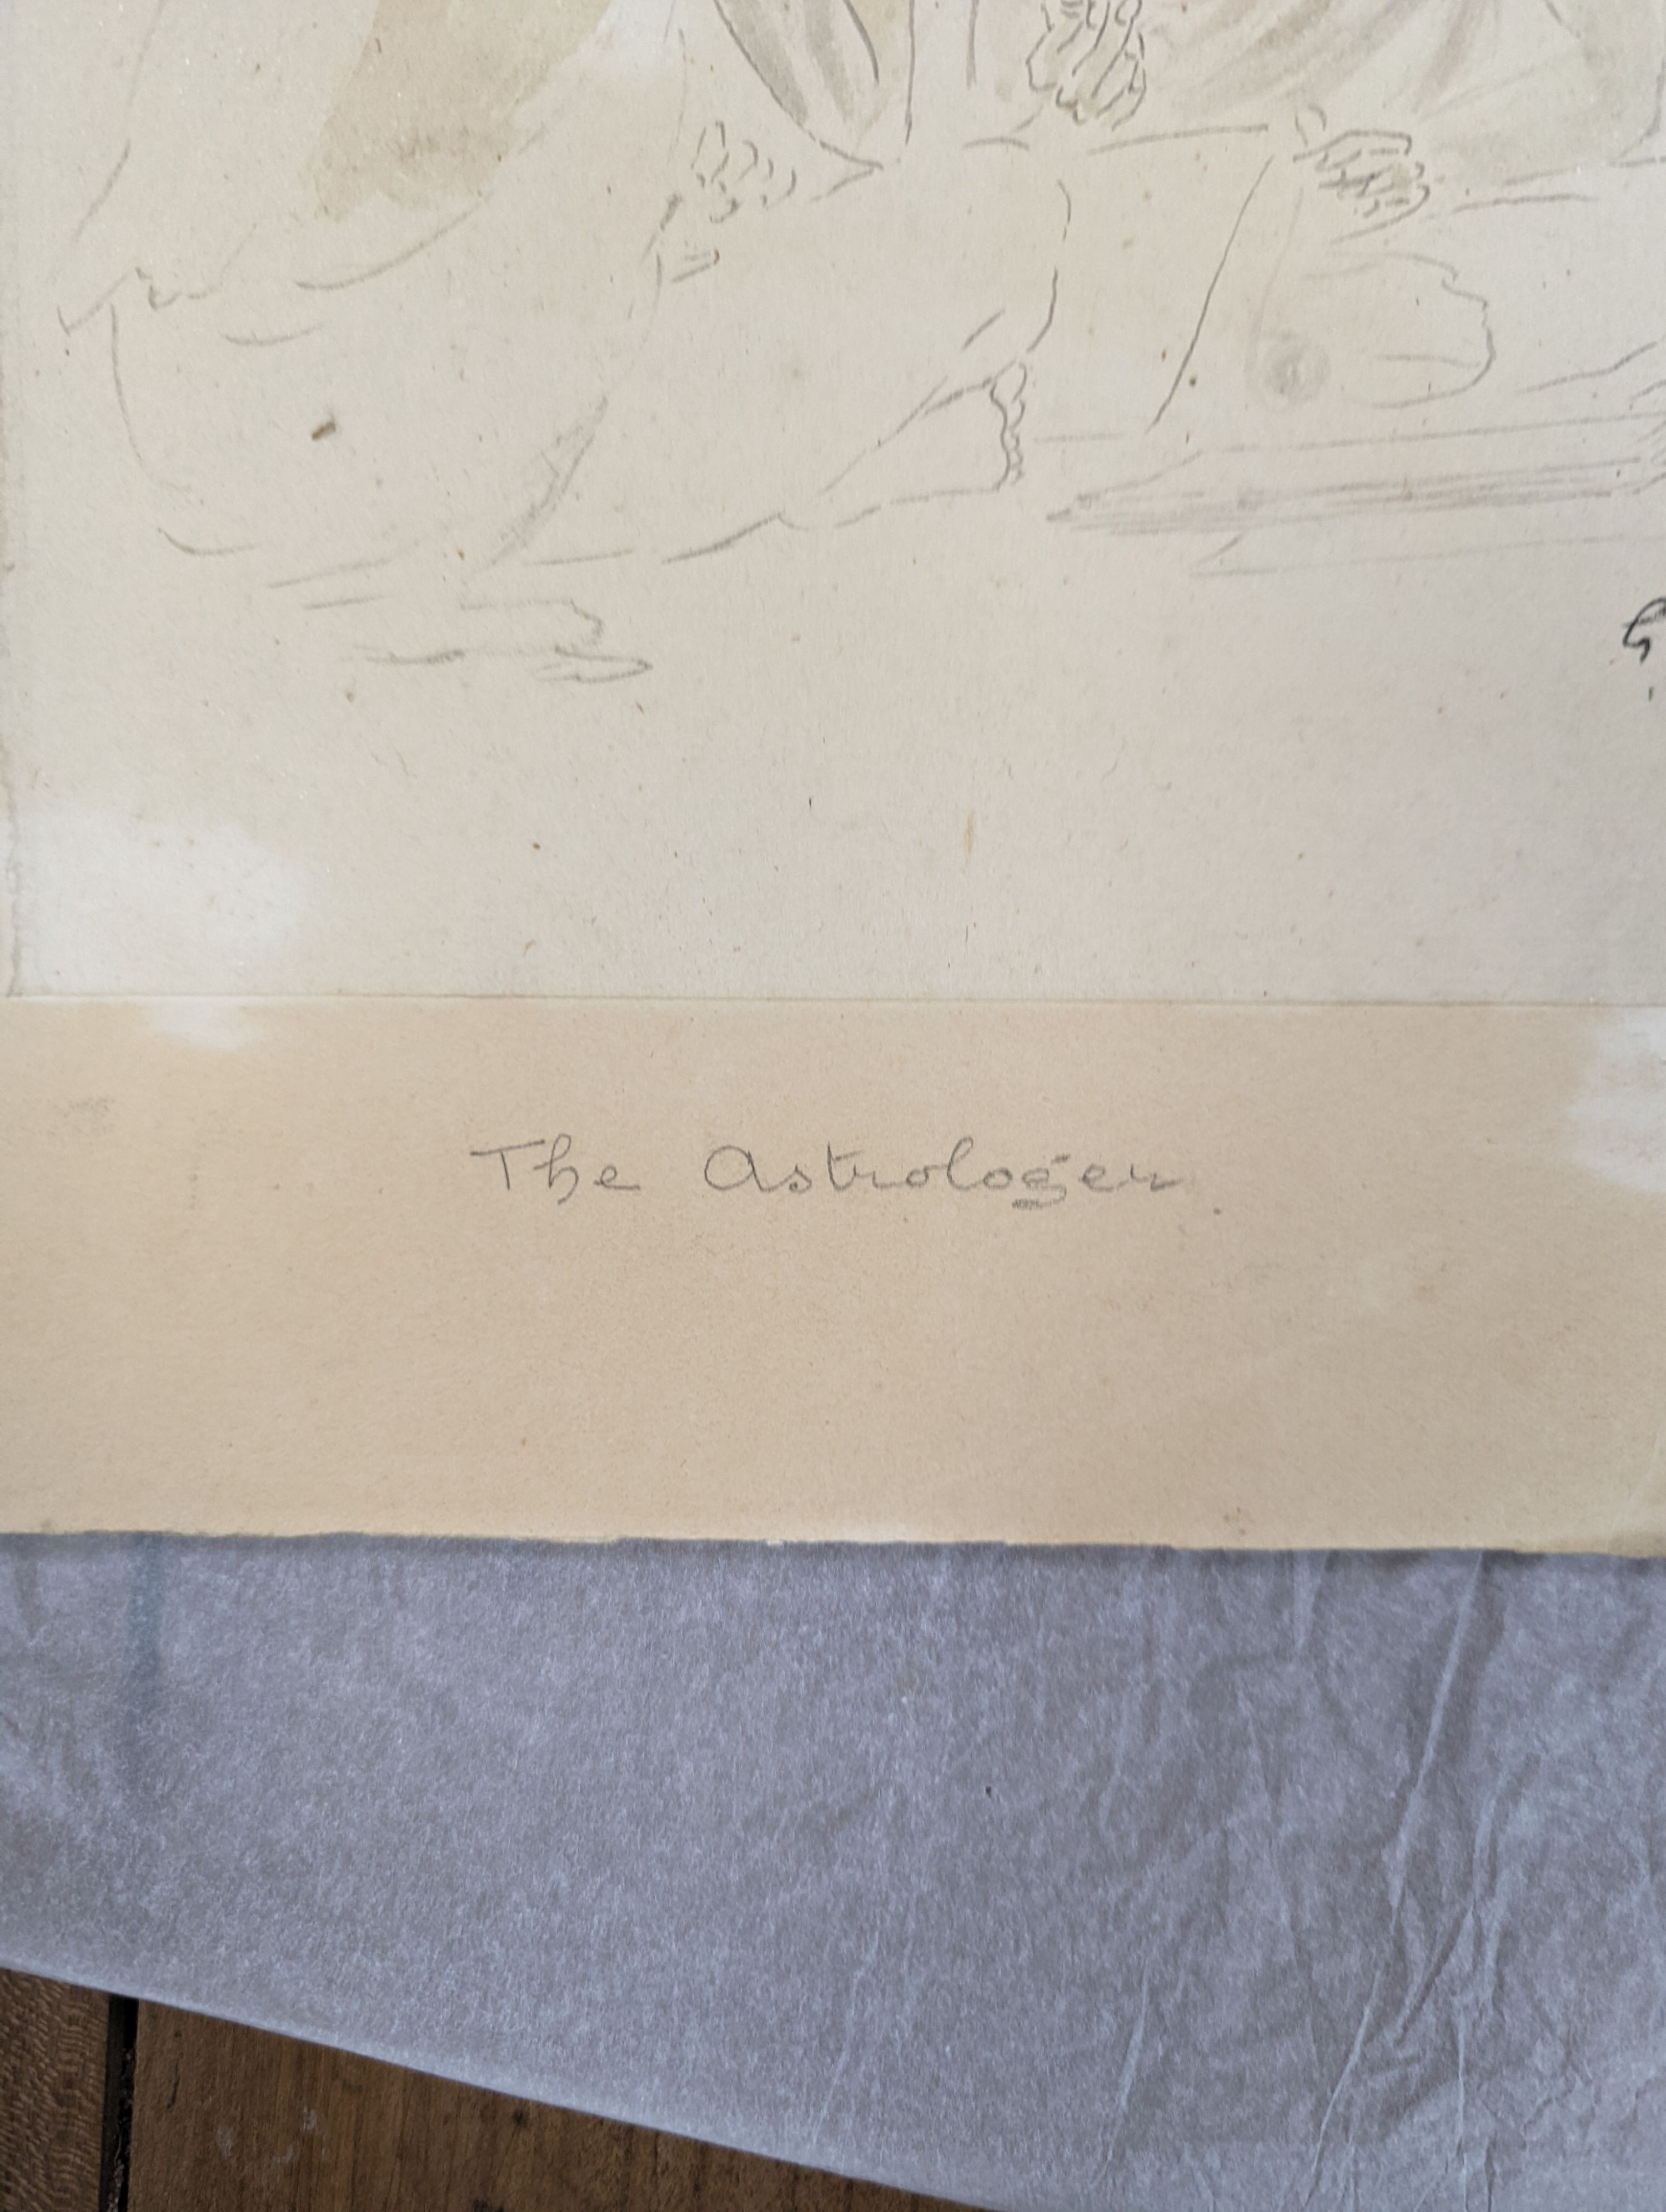 The Astrologer.